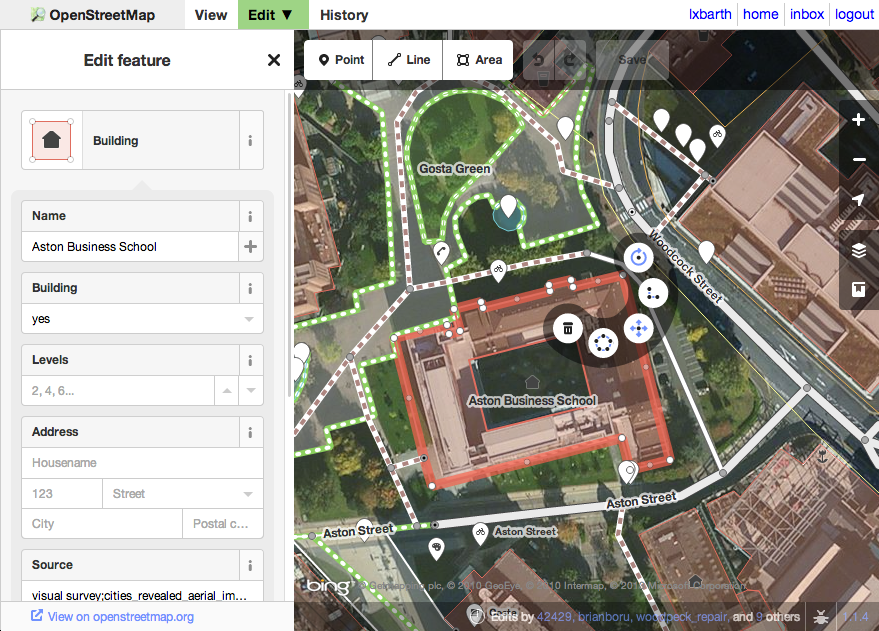 OpenStreetMap View Edit ▼ History lxbarth home inbox logout
Edit feature
Point Line Area Save
Building
Name
Aston Business School
Building
yes
Levels
2, 4, 6...
Address
Housename
123 Street
City Postal c...
Source
visual survey;cities_revealed_aerial_im...
View on openstreetmap.org
Gosta Green
Woodcock Street
Aston Business School
Aston Street
Aston Street
Aston Street
bing
© Getmapping plc, © 2010 GeoEye, © 2010 Intermap, © 2010 Microsoft Corporation
Edits by 42429, brianboru, woodpeck_repair, and 9 others
1.1.4